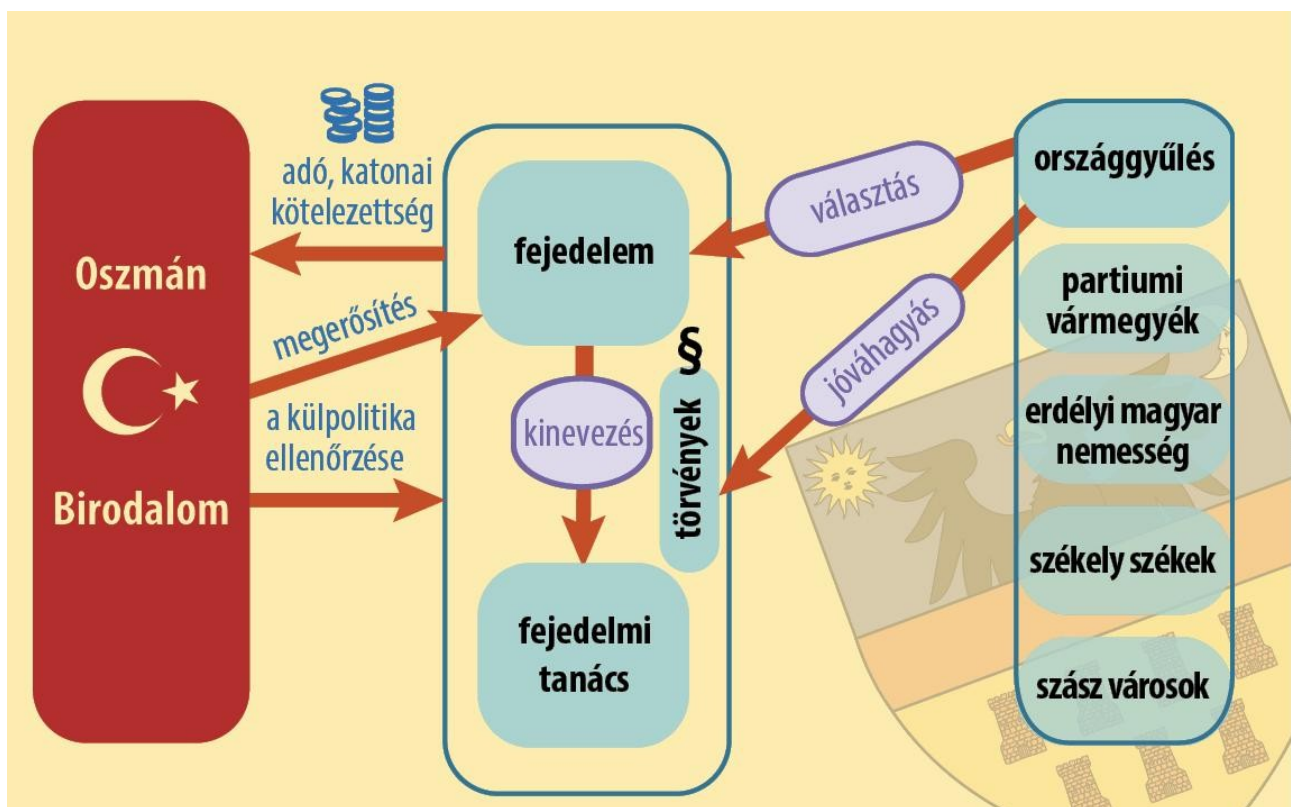 Oszmán
Birodalom
adó, katonai
kötelezettség
megerősítés
a külpolitika
ellenőrzése
fejedelem
kinevezés
§
törvények
fejedelmi
tanács
választás
jóváhagyás
országgyűlés
partiumi
vármegyék
erdélyi magyar
nemesség
székely székek
szász városok